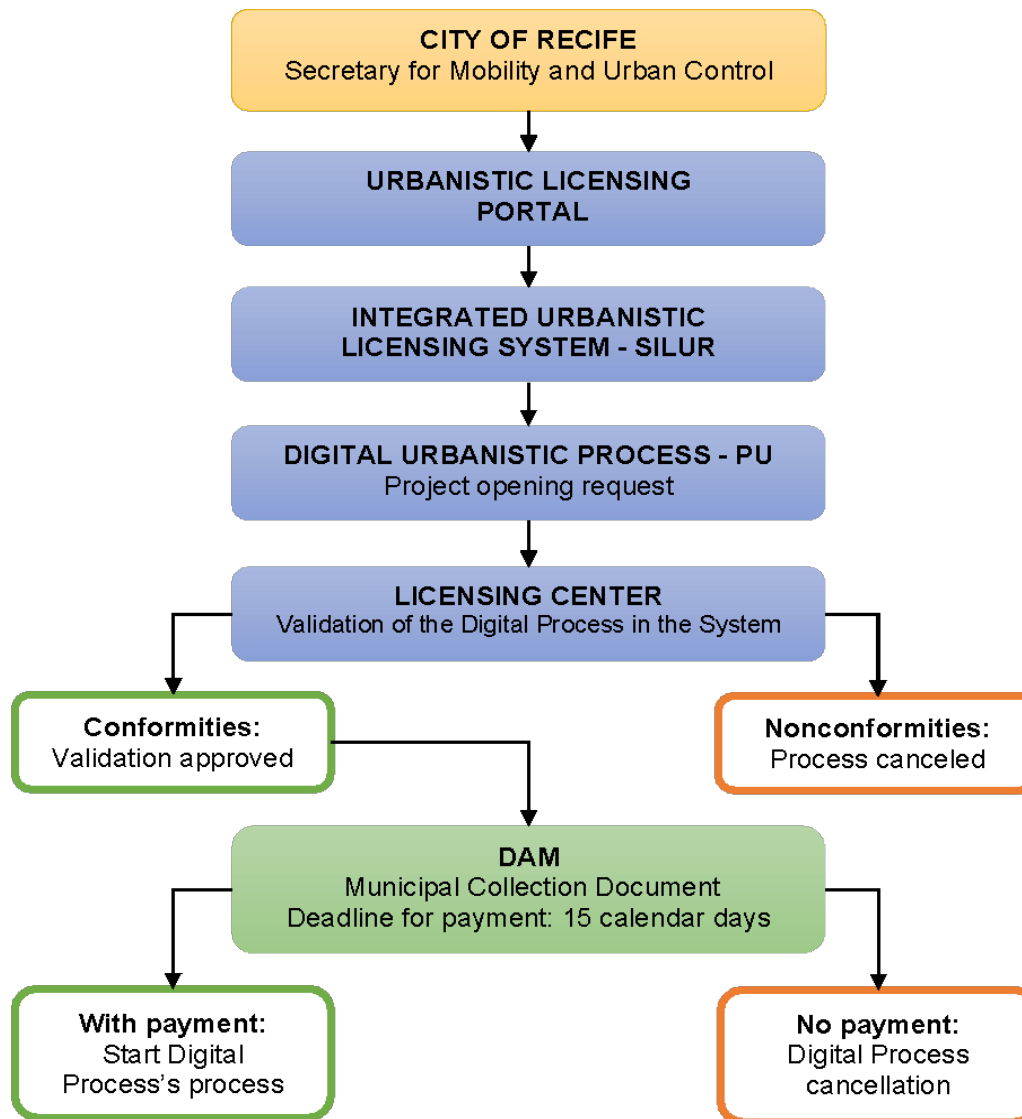 CITY OF RECIFE
Secretary for Mobility and Urban Control
URBANISTIC LICENSING
PORTAL
INTEGRATED URBANISTIC
LICENSING SYSTEM - SILUR
DIGITAL URBANISTIC PROCESS - PU
Project opening request
LICENSING CENTER
Validation of the Digital Process in the System
Conformities:
Validation approved
Nonconformities:
Process canceled
DAM
Municipal Collection Document
Deadline for payment: 15 calendar days
With payment:
Start Digital
Process's process
No payment:
Digital Process
cancellation